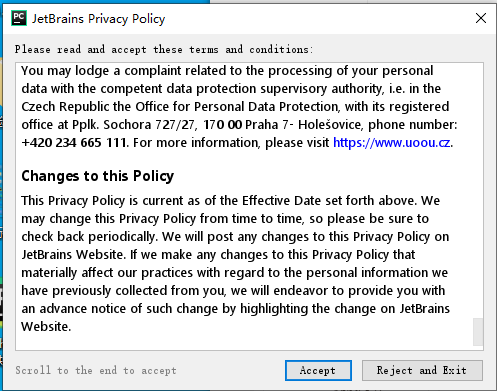 PC JetBrains Privacy Policy
Please read and accept these terms and conditions:
You may lodge a complaint related to the processing of your personal
data with the competent data protection supervisory authority, i.e. in the
Czech Republic the Office for Personal Data Protection, with its registered
office at Pplk. Sochora 727/27, 170 00 Praha 7- Holešovice, phone number:
+420 234 665 111. For more information, please visit https://www.uoou.cz.
Changes to this Policy
This Privacy Policy is current as of the Effective Date set forth above. We
may change this Privacy Policy from time to time, so please be sure to
check back periodically. We will post any changes to this Privacy Policy on
JetBrains Website. If we make any changes to this Privacy Policy that
materially affect our practices with regard to the personal information we
have previously collected from you, we will endeavor to provide you with
an advance notice of such change by highlighting the change on JetBrains
Website.
Scroll to the end to accept
Accept
Reject and Exit